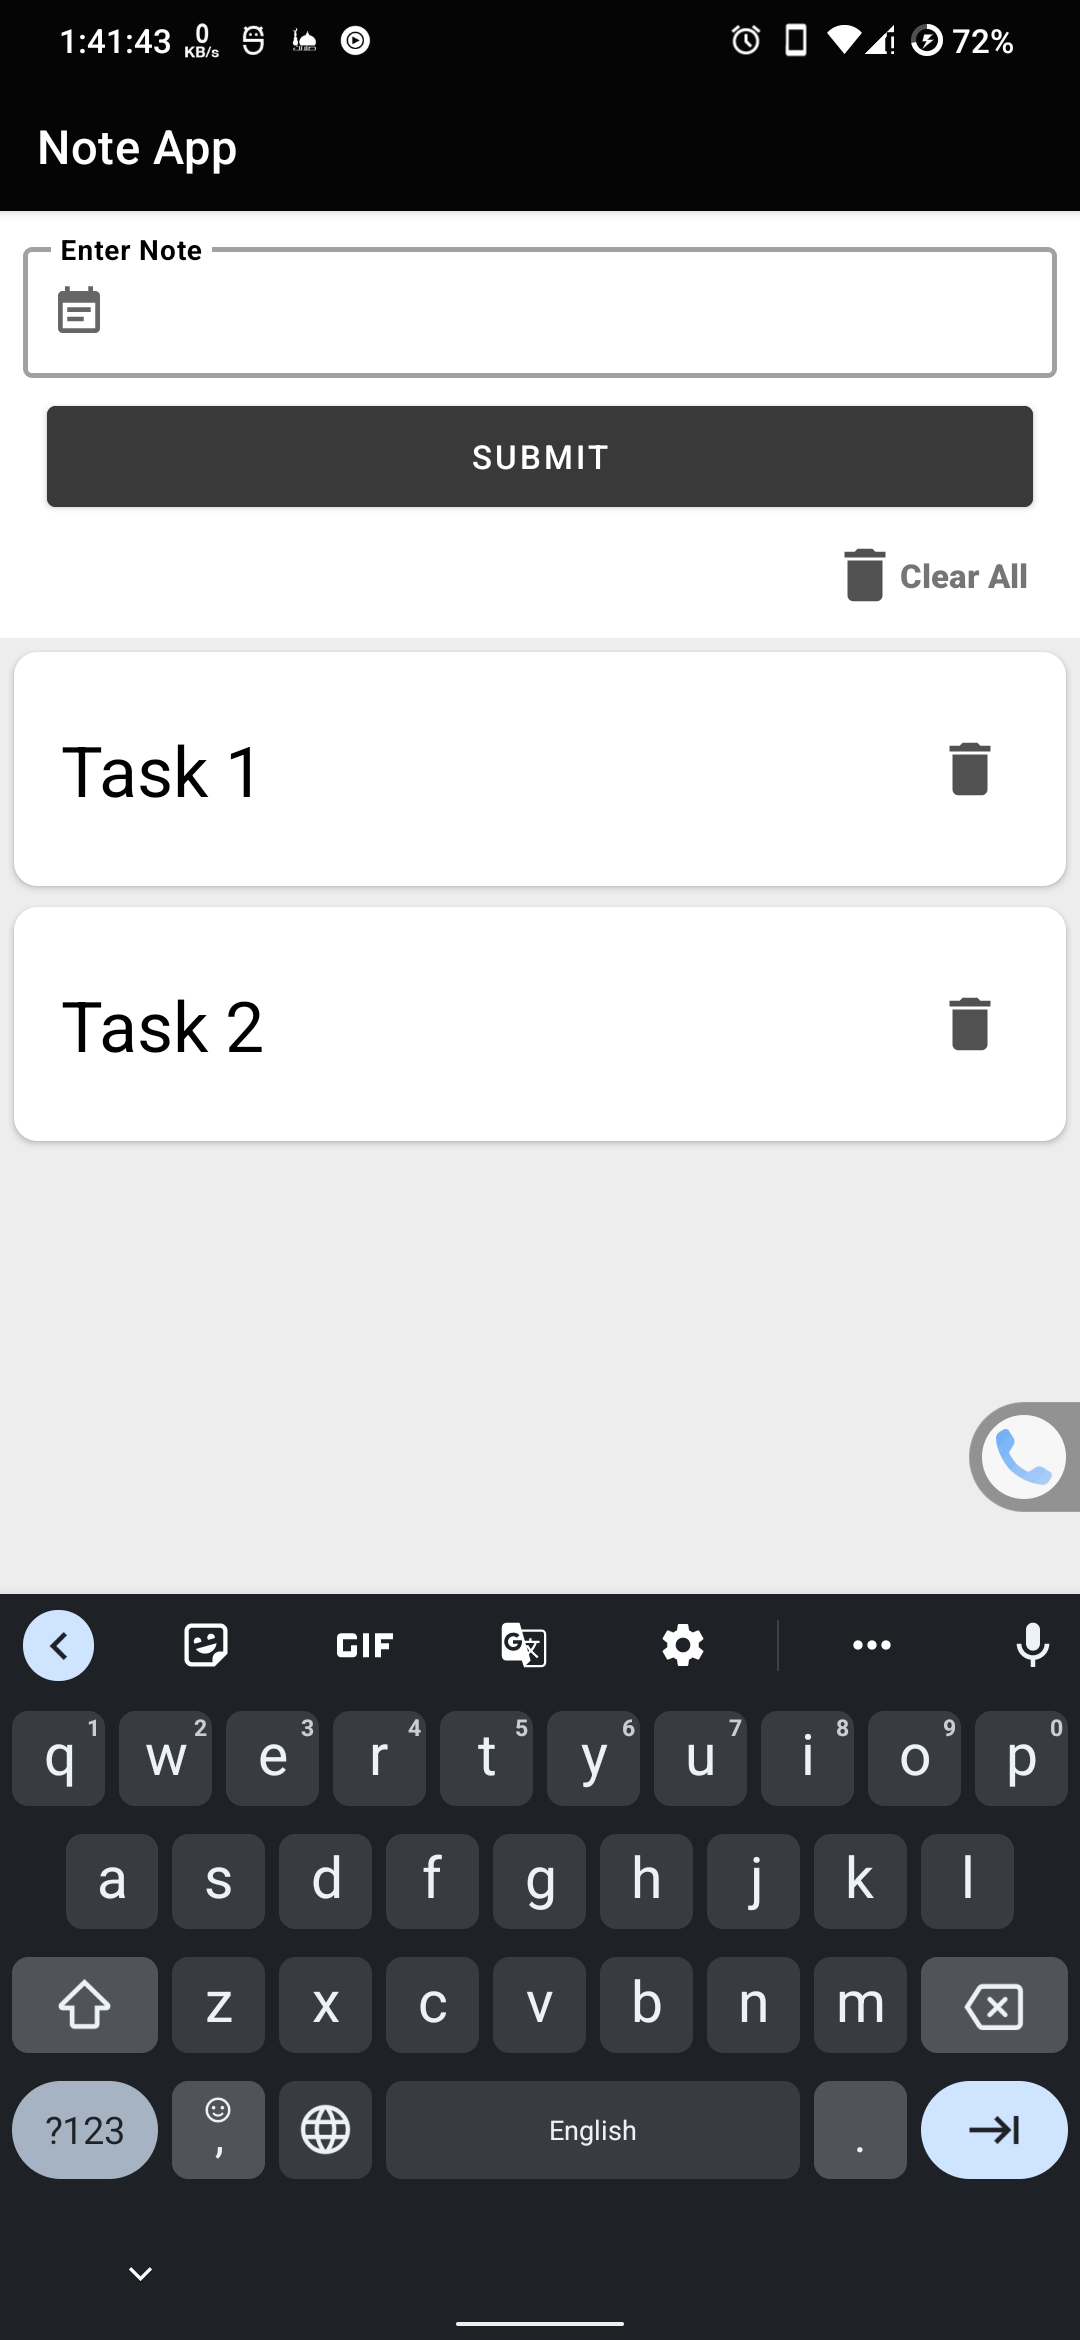 1:41:43 0 KB/s 72%
Note App
Enter Note
SUBMIT
Clear All
Task 1
Task 2
GIF
G 文
q 1 w 2 e 3 r 4 t 5 y 6 u 7 i 8 o 9 p 0
a s d f g h j k l
z x c v b n m
?123 , English .